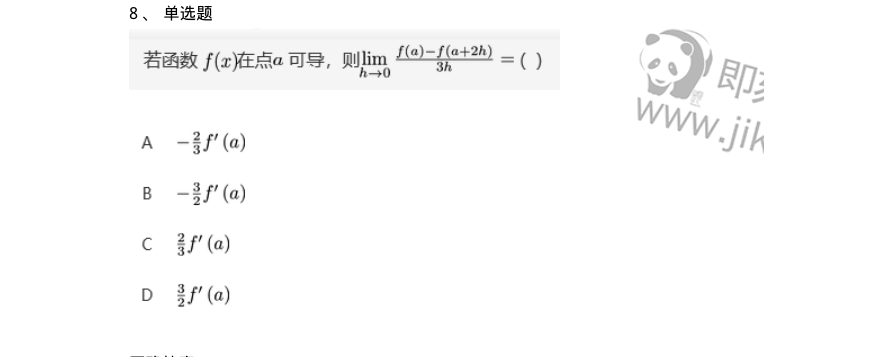 8、 单选题
若函数 f(x)在点a 可导，则lim h→0 f(a)−f(a+2h)/3h = ( )
A −2/3 f′(a)
B −3/2 f′(a)
C 2/3 f′(a)
D 3/2 f′(a)
即
www.jik